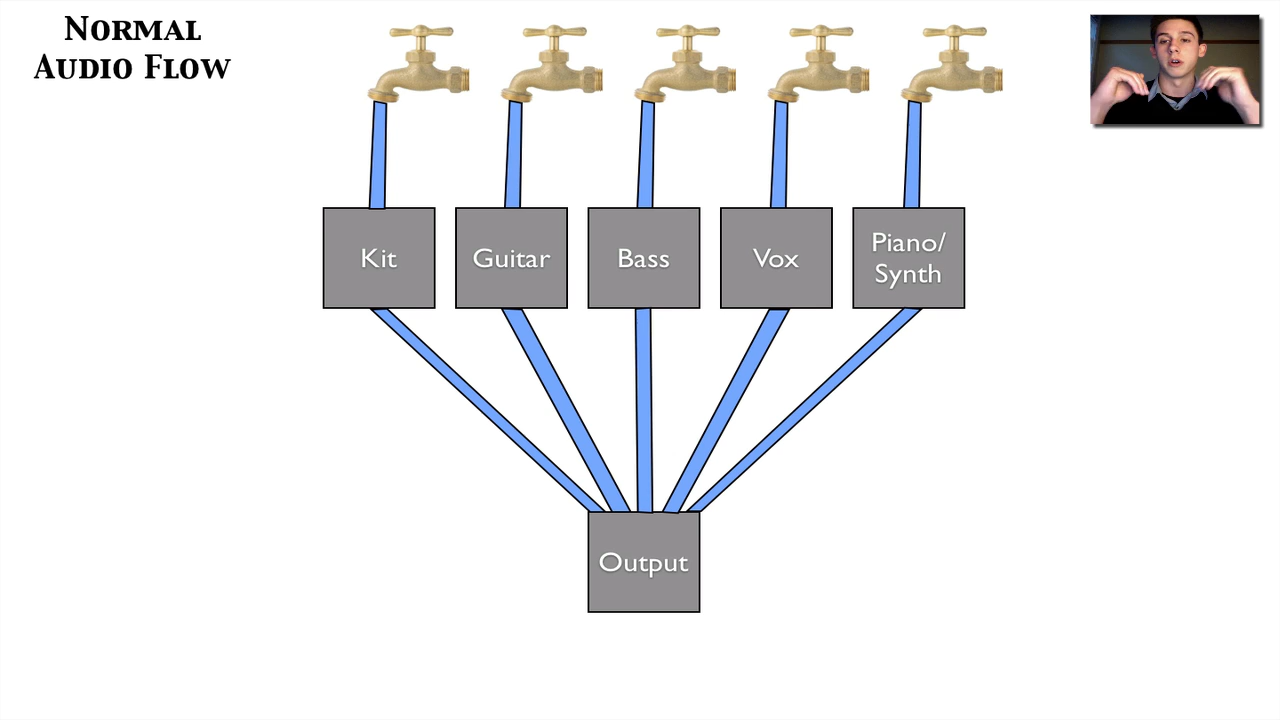 Normal
Audio Flow
Kit
Guitar
Bass
Vox
Piano/
Synth
Output